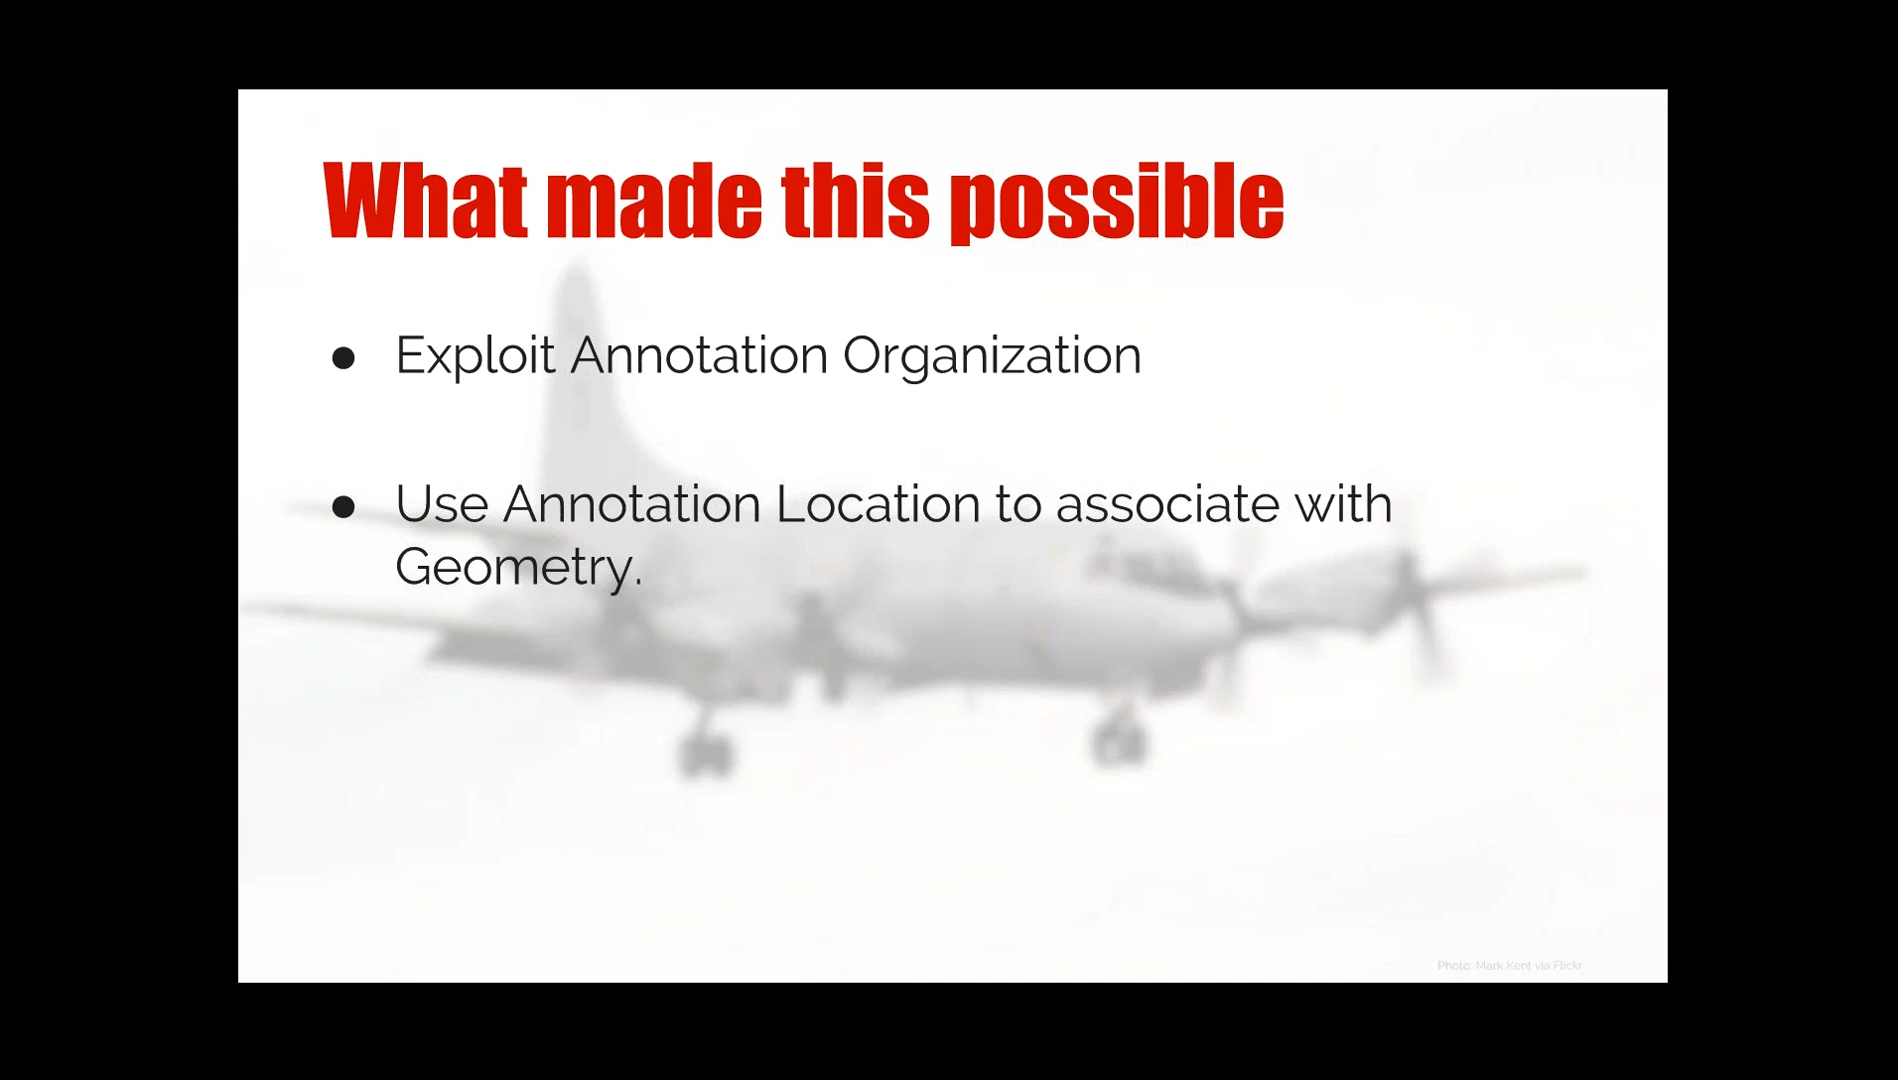 What made this possible
● Exploit Annotation Organization
● Use Annotation Location to associate with
Geometry.
Photo: Mark Kent via Flickr